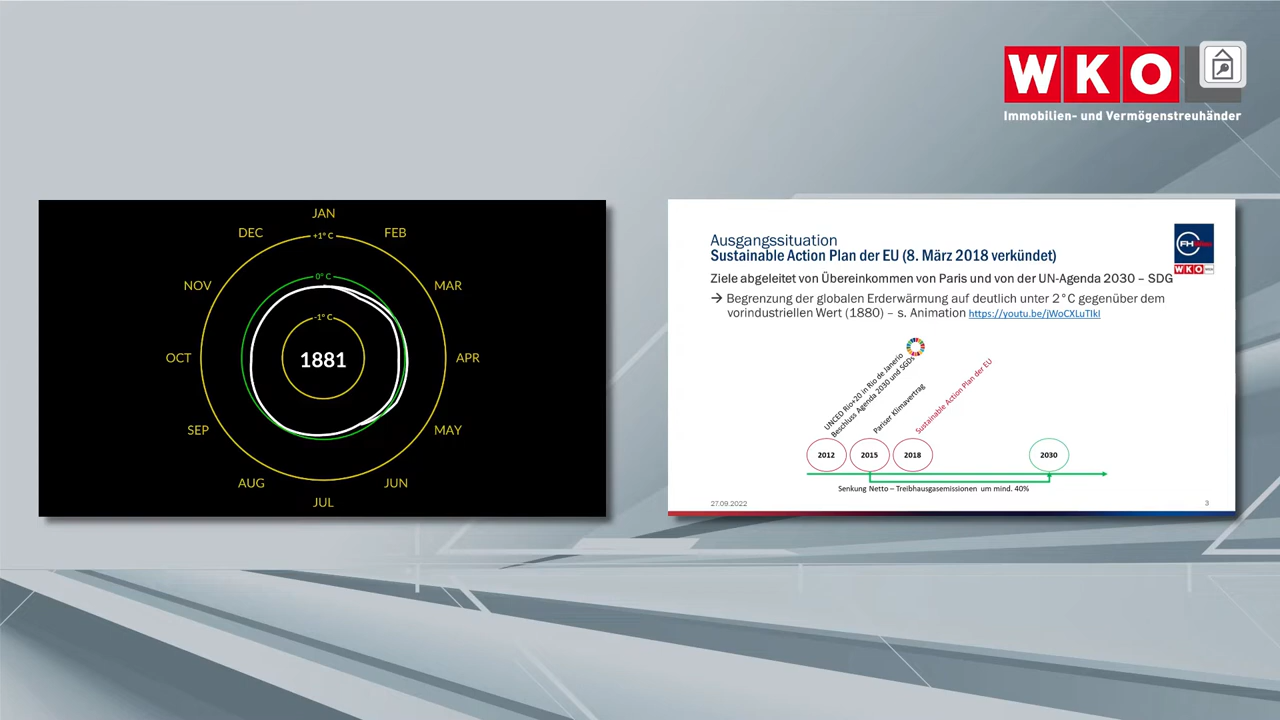 WKO
Immobilien- und Vermögenstreuhänder
JAN
DEC
FEB
+1° C
NOV
0° C
MAR
-1° C
OCT
1881
APR
SEP
MAY
AUG
JUN
JUL
Ausgangssituation
Sustainable Action Plan der EU (8. März 2018 verkündet)
FH
WKO
Ziele abgeleitet von Übereinkommen von Paris und von der UN-Agenda 2030 – SDG
→ Begrenzung der globalen Erderwärmung auf deutlich unter 2°C gegenüber dem
vorindustriellen Wert (1880) – s. Animation https://youtu.be/jWoCXLuTIkI
UNCED Rio+20 in Rio de Janerio
Beschluss Agenda 2030 und SGDs
Pariser Klimavertrag
Sustainable Action Plan der EU
2012
2015
2018
2030
Senkung Netto – Treibhausgasemissionen um mind. 40%
27.09.2022
3